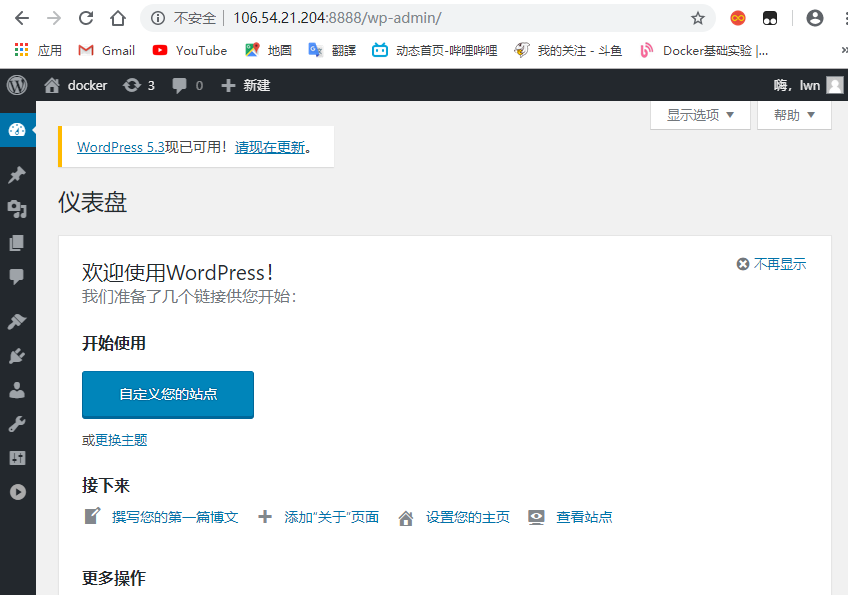 不安全 106.54.21.204:8888/wp-admin/
应用 Gmail YouTube 地圖 翻譯 动态首页-哔哩哔哩 我的关注 - 斗鱼 Docker基础实验 |...
docker 3 0 新建 嗨，lwn
显示选项 帮助
WordPress 5.3现已可用！请现在更新。
仪表盘
欢迎使用WordPress！
不再显示
我们准备了几个链接供您开始：
开始使用
自定义您的站点
或更换主题
接下来
撰写您的第一篇博文 添加“关于”页面 设置您的主页 查看站点
更多操作